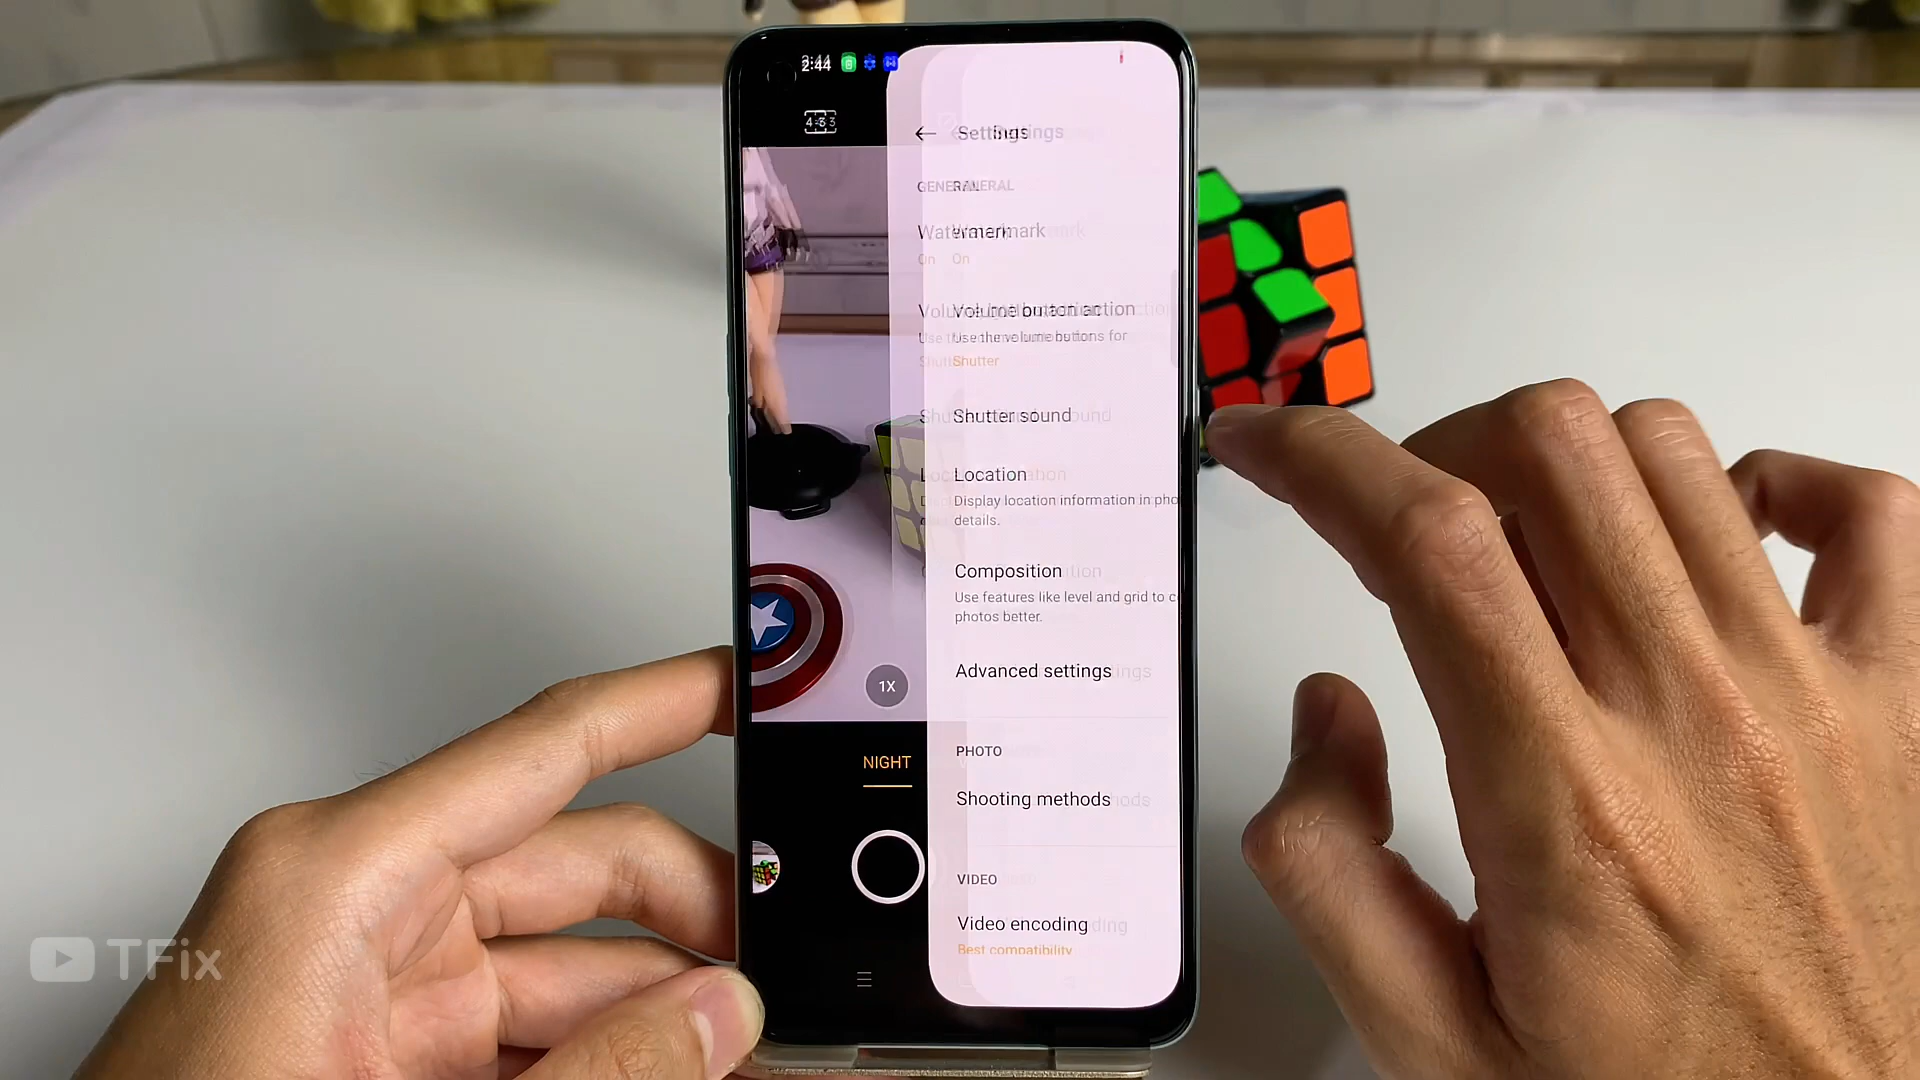 2:44
4:3
Settings
GENERAL
Watermark
On
Volume button action
Use the volume buttons for
Shutter
Shutter sound
Location
Display location information in pho
details.
Composition
Use features like level and grid to c
photos better.
Advanced settings
1X
PHOTO
NIGHT
Shooting methods
VIDEO
Video encoding
Best compatibility
TFix